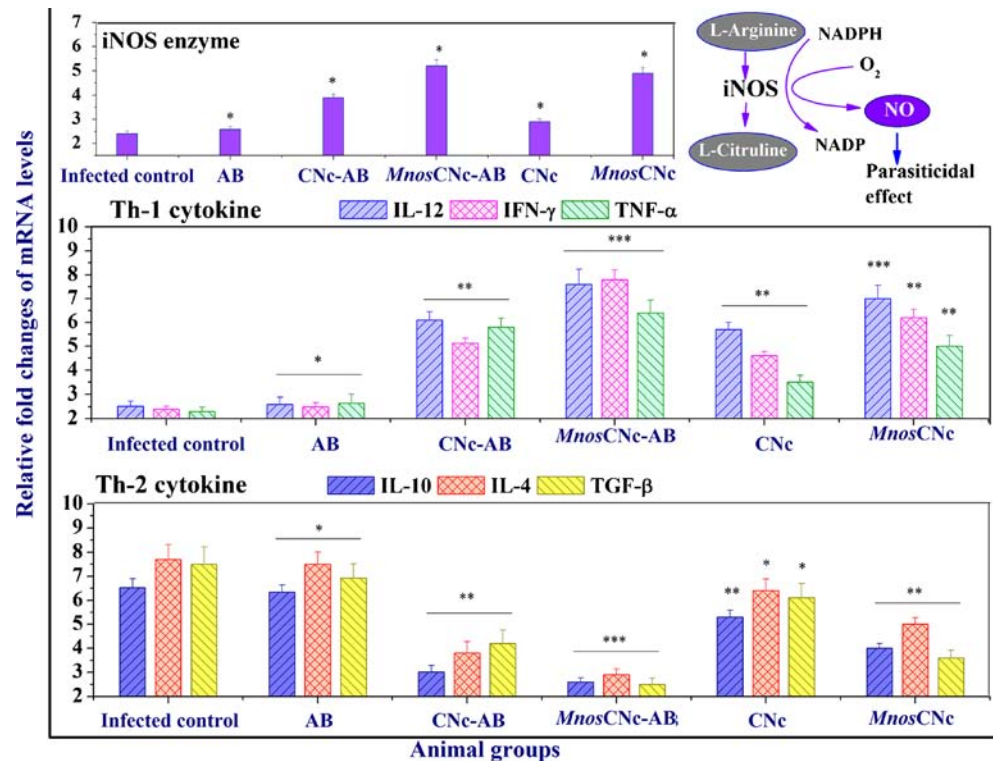 Relative fold changes of mRNA levels
iNOS enzyme
7
6
5
4
3
2
*
*
*
*
*
Infected control AB CNc-AB MnosCNc-AB CNc MnosCNc
L-Arginine
NADPH
O2
iNOS
NO
L-Citruline
NADP
Parasiticidal
effect
Th-1 cytokine
IL-12 IFN-γ TNF-α
10
9
8
7
6
5
4
3
2
*
**
***
**
***
**
**
Infected control AB CNc-AB MnosCNc-AB CNc MnosCNc
Th-2 cytokine
IL-10 IL-4 TGF-β
10
9
8
7
6
5
4
3
2
*
**
***
**
*
*
**
Infected control AB CNc-AB MnosCNc-AB; CNc MnosCNc
Animal groups